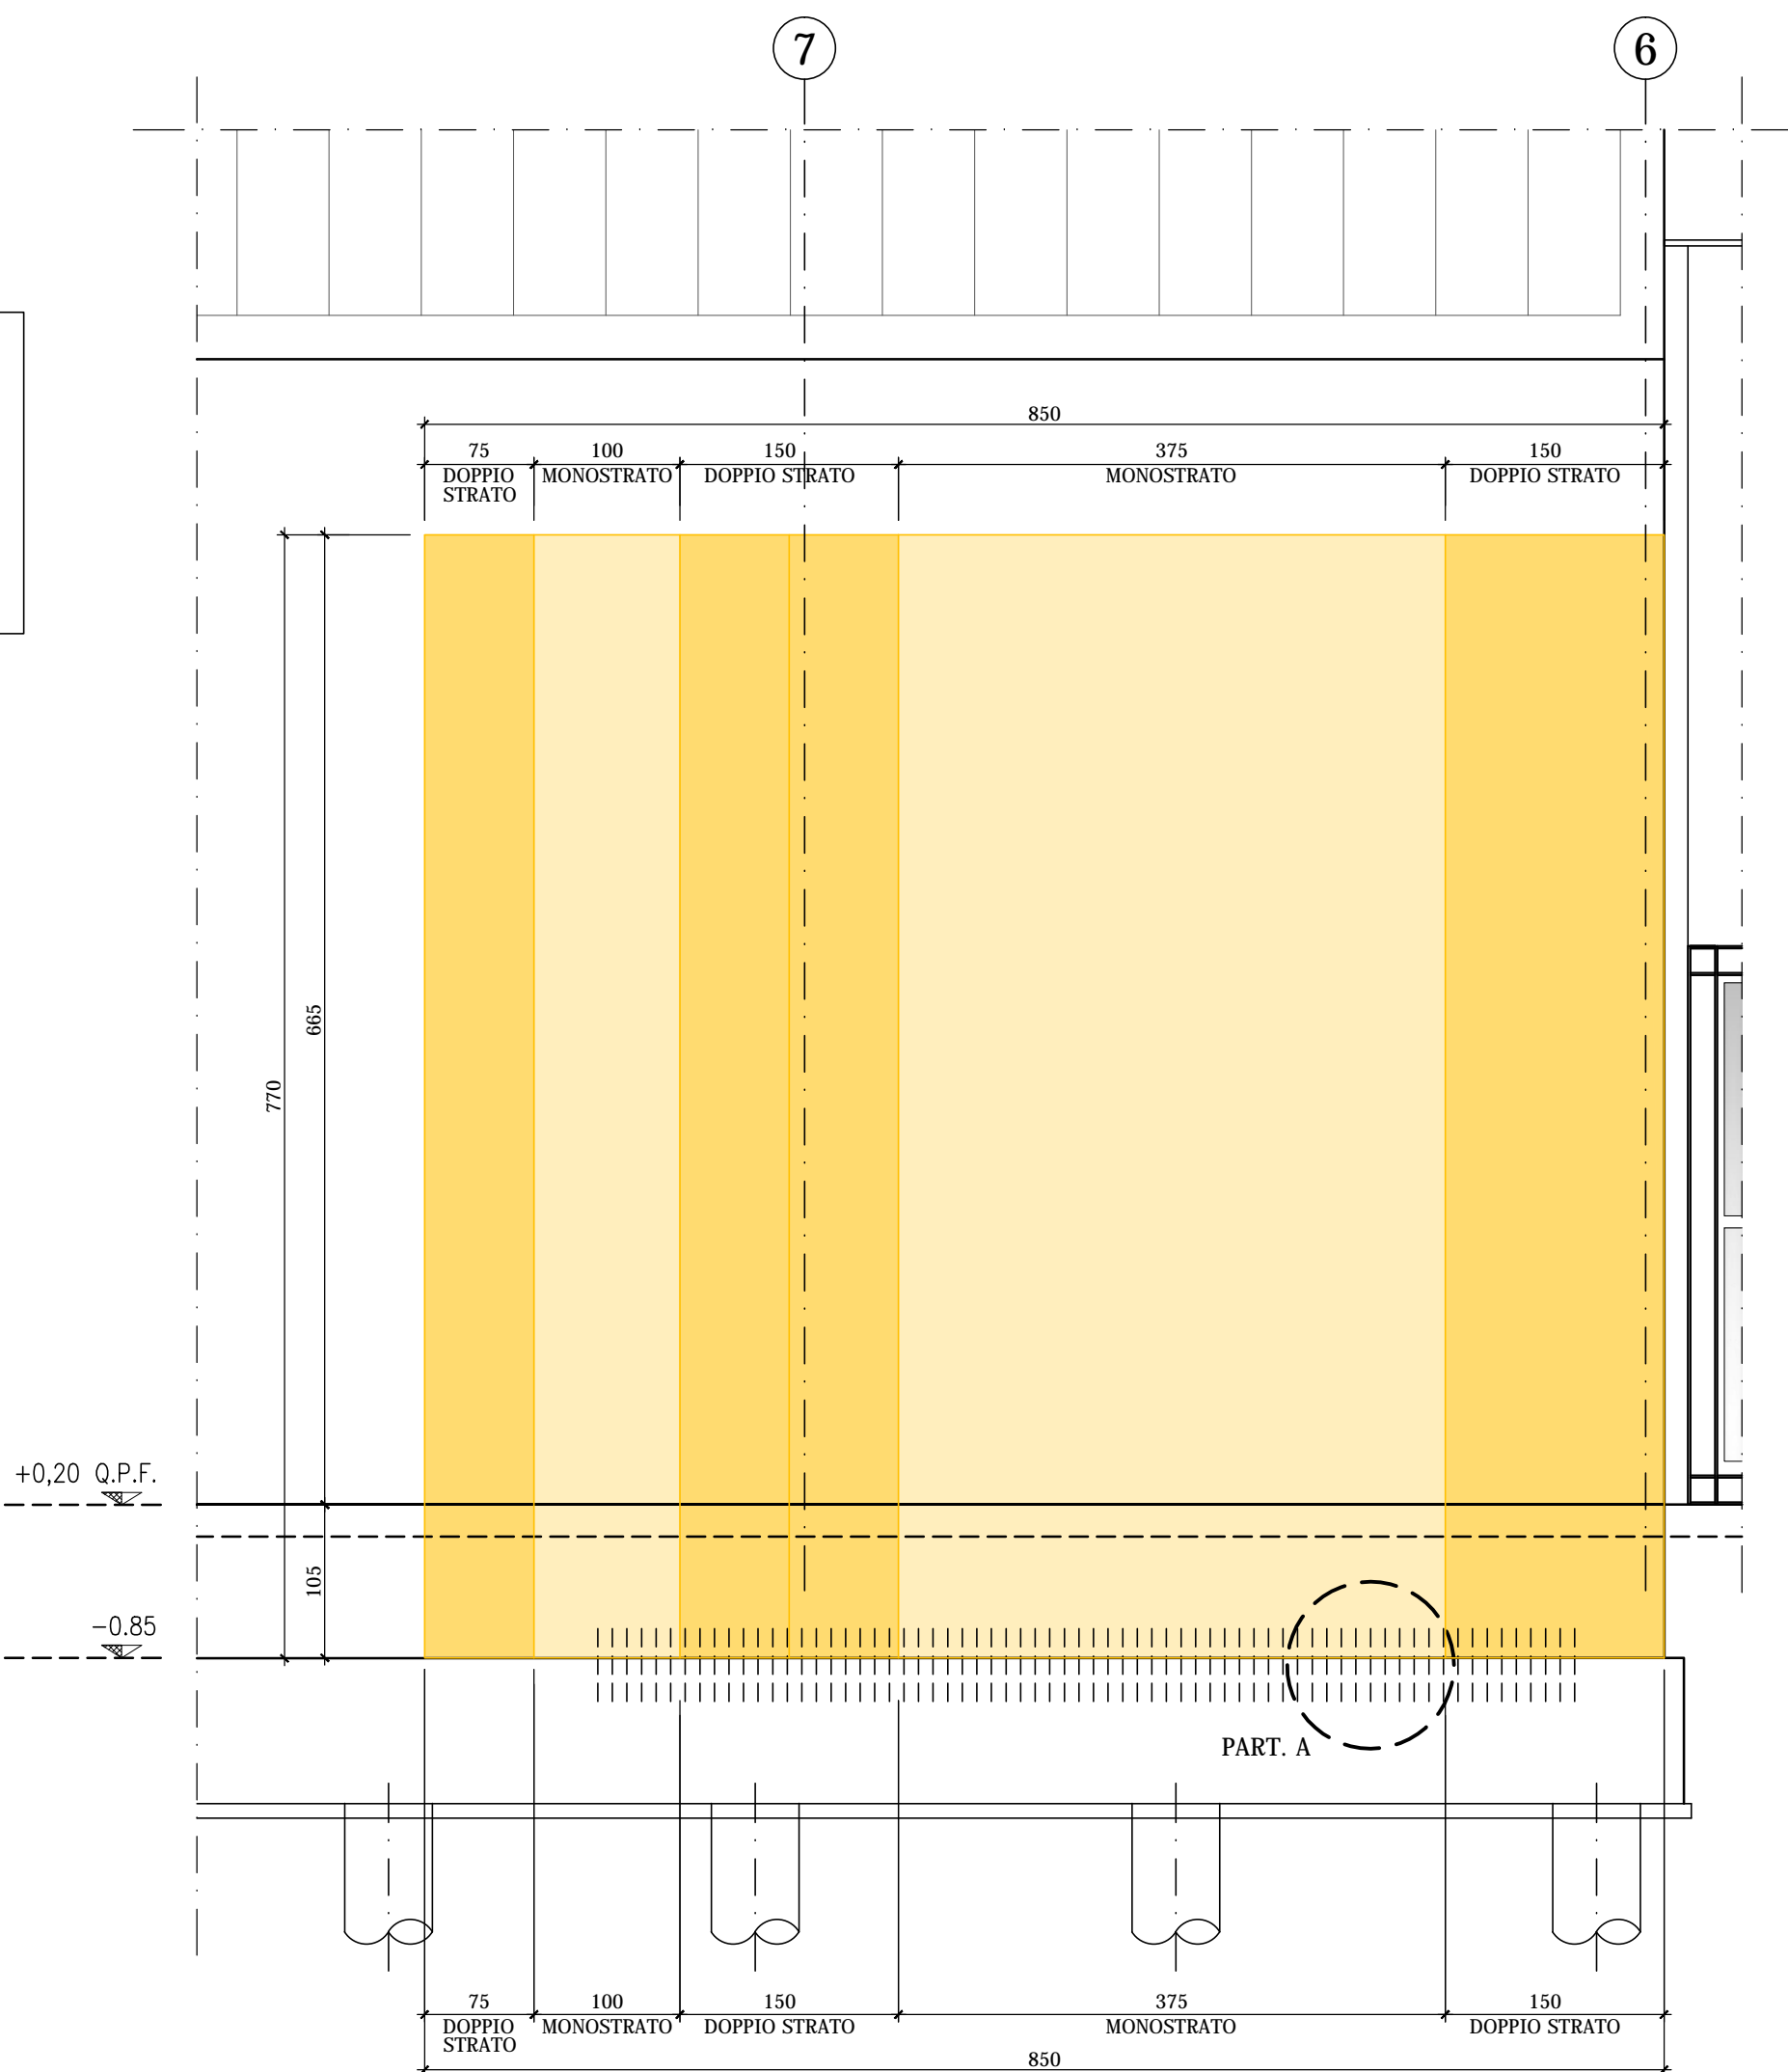 7
6
850
75
100
150
375
150
DOPPIO
STRATO
MONOSTRATO
DOPPIO STRATO
MONOSTRATO
DOPPIO STRATO
665
770
+0,20 Q.P.F.
105
-0.85
PART. A
75
100
150
375
150
DOPPIO
STRATO
MONOSTRATO
DOPPIO STRATO
MONOSTRATO
DOPPIO STRATO
850